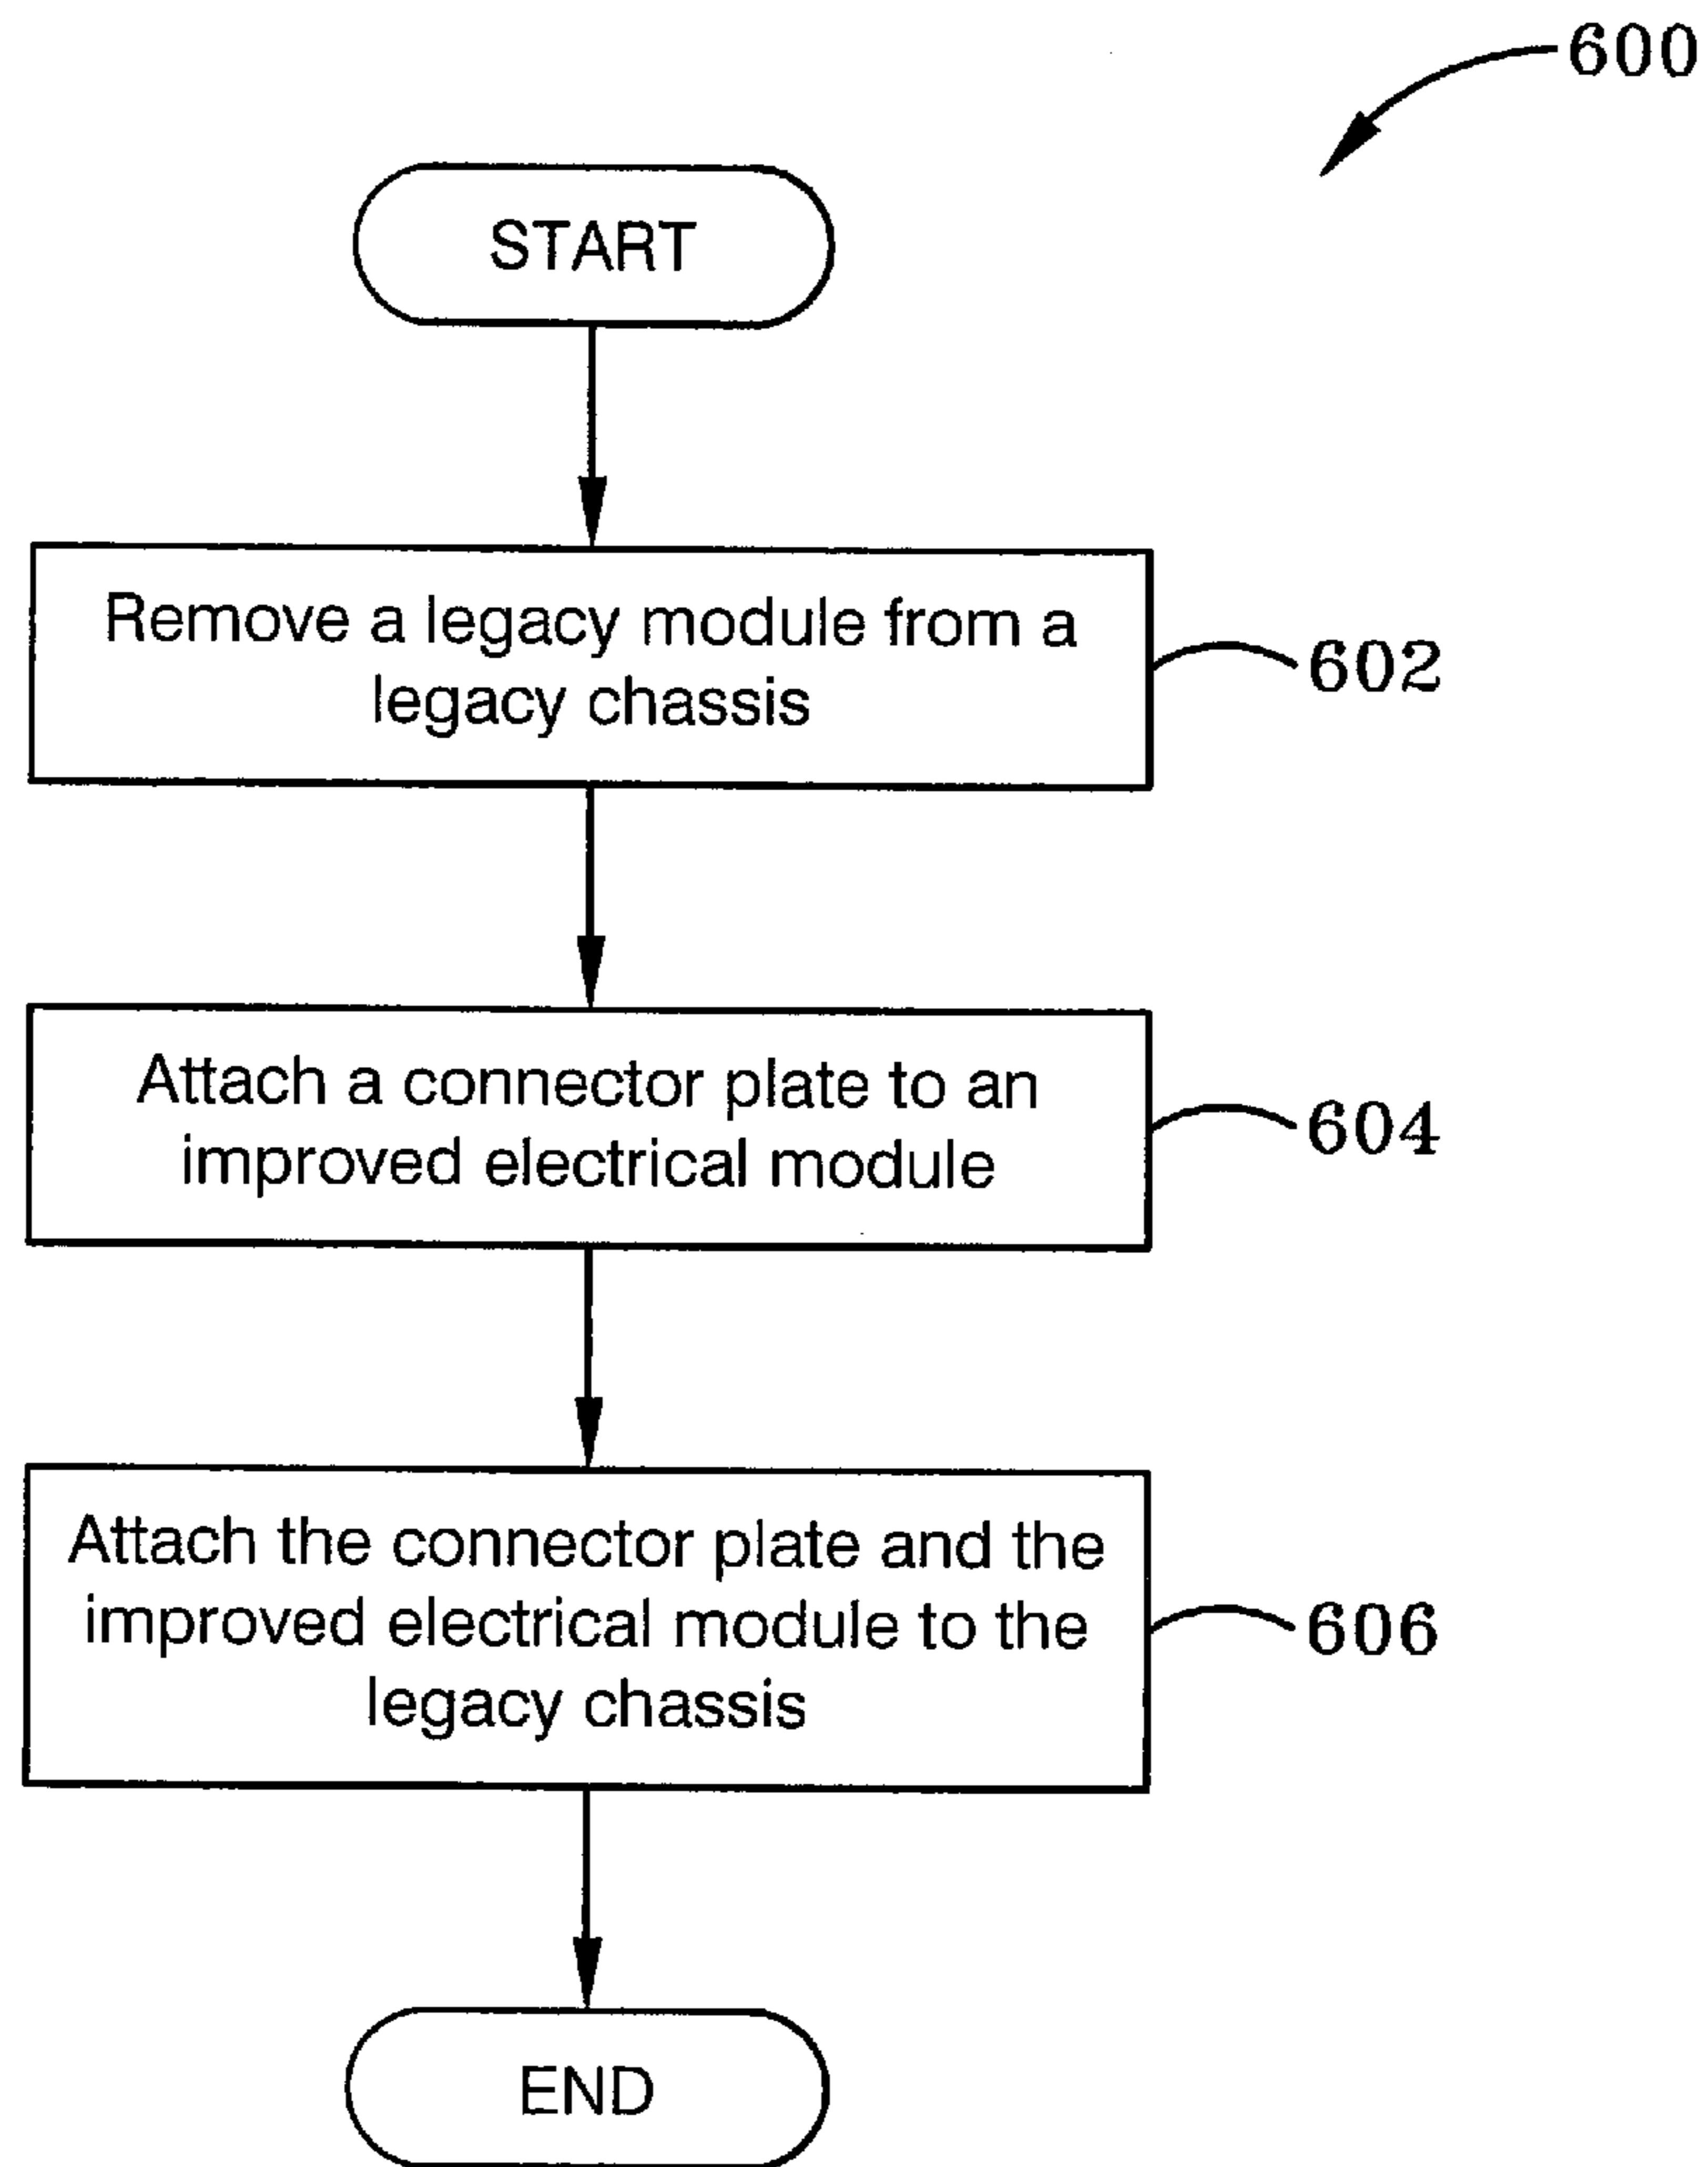 600
START
Remove a legacy module from a
legacy chassis
602
Attach a connector plate to an
improved electrical module
604
Attach the connector plate and the
improved electrical module to the
legacy chassis
606
END